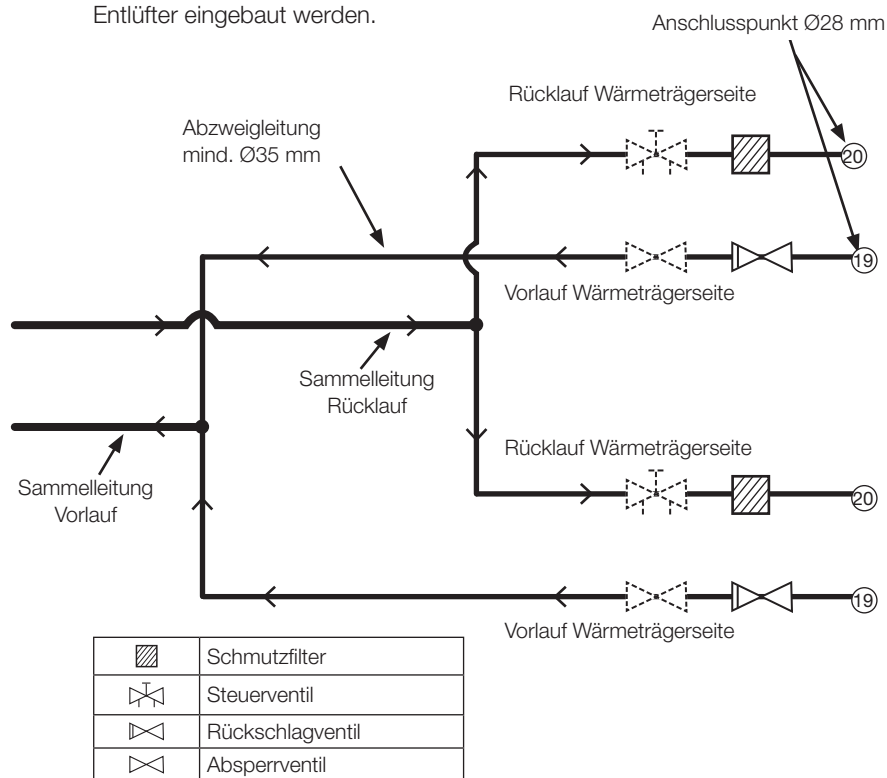 Entlüfter eingebaut werden.
Anschlusspunkt Ø28 mm
Rücklauf Wärmeträgerseite
Abzweigleitung
mind. Ø35 mm
20
19
Vorlauf Wärmeträgerseite
Sammelleitung
Rücklauf
Rücklauf Wärmeträgerseite
Sammelleitung
Vorlauf
20
19
Vorlauf Wärmeträgerseite
Schmutzfilter
Steuerventil
Rückschlagventil
Absperrventil